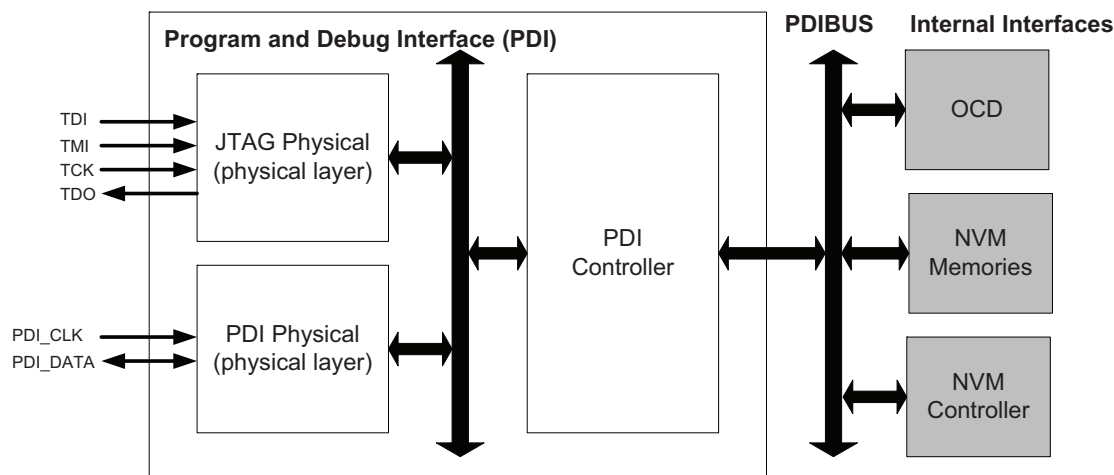 Program and Debug Interface (PDI)
PDIBUS
Internal Interfaces
TDI
TMI
TCK
TDO
JTAG Physical
(physical layer)
PDI_CLK
PDI_DATA
PDI Physical
(physical layer)
PDI
Controller
OCD
NVM
Memories
NVM
Controller